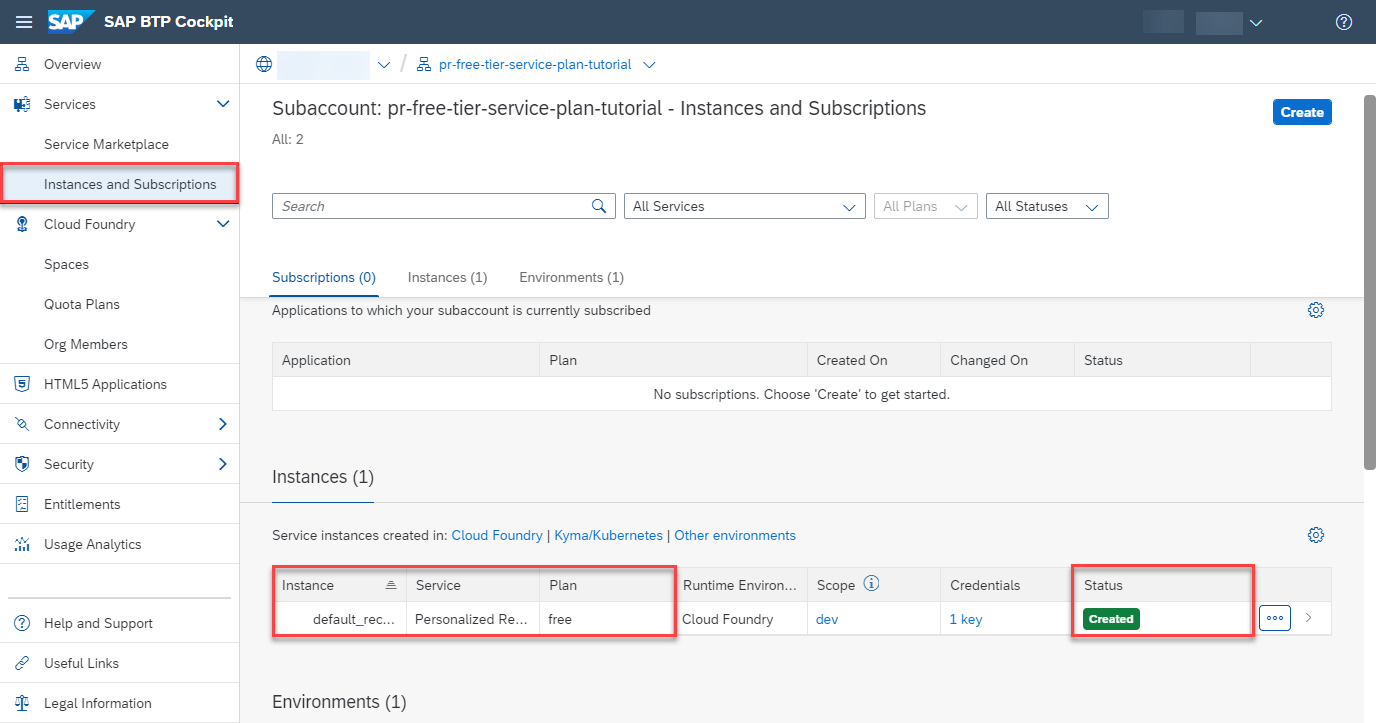 SAP SAP BTP Cockpit
Overview
Services
Service Marketplace
Instances and Subscriptions
Cloud Foundry
Spaces
Quota Plans
Org Members
HTML5 Applications
Connectivity
Security
Entitlements
Usage Analytics
Help and Support
Useful Links
Legal Information
/ pr-free-tier-service-plan-tutorial
Subaccount: pr-free-tier-service-plan-tutorial - Instances and Subscriptions
Create
All: 2
Search All Services All Plans All Statuses
Subscriptions (0) Instances (1) Environments (1)
Applications to which your subaccount is currently subscribed
Application Plan Created On Changed On Status
No subscriptions. Choose 'Create' to get started.
Instances (1)
Service instances created in: Cloud Foundry | Kyma/Kubernetes | Other environments
Instance Service Plan Runtime Environ... Scope Credentials Status
default_rec... Personalized Re... free Cloud Foundry dev 1 key Created
Environments (1)